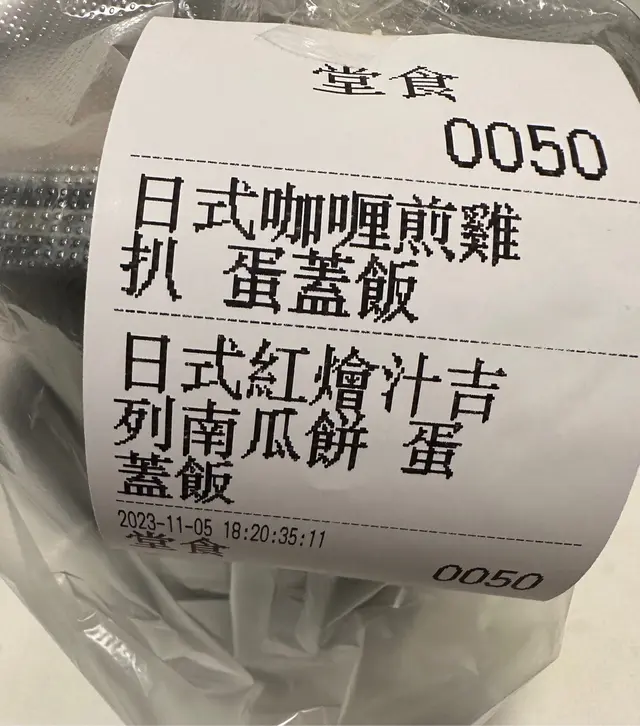 堂食
0050
日式咖喱煎雞
扒 蛋蓋飯
日式紅燴汁吉
列南瓜餅 蛋
蓋飯
2023-11-05 18:20:35:11
堂食
0050